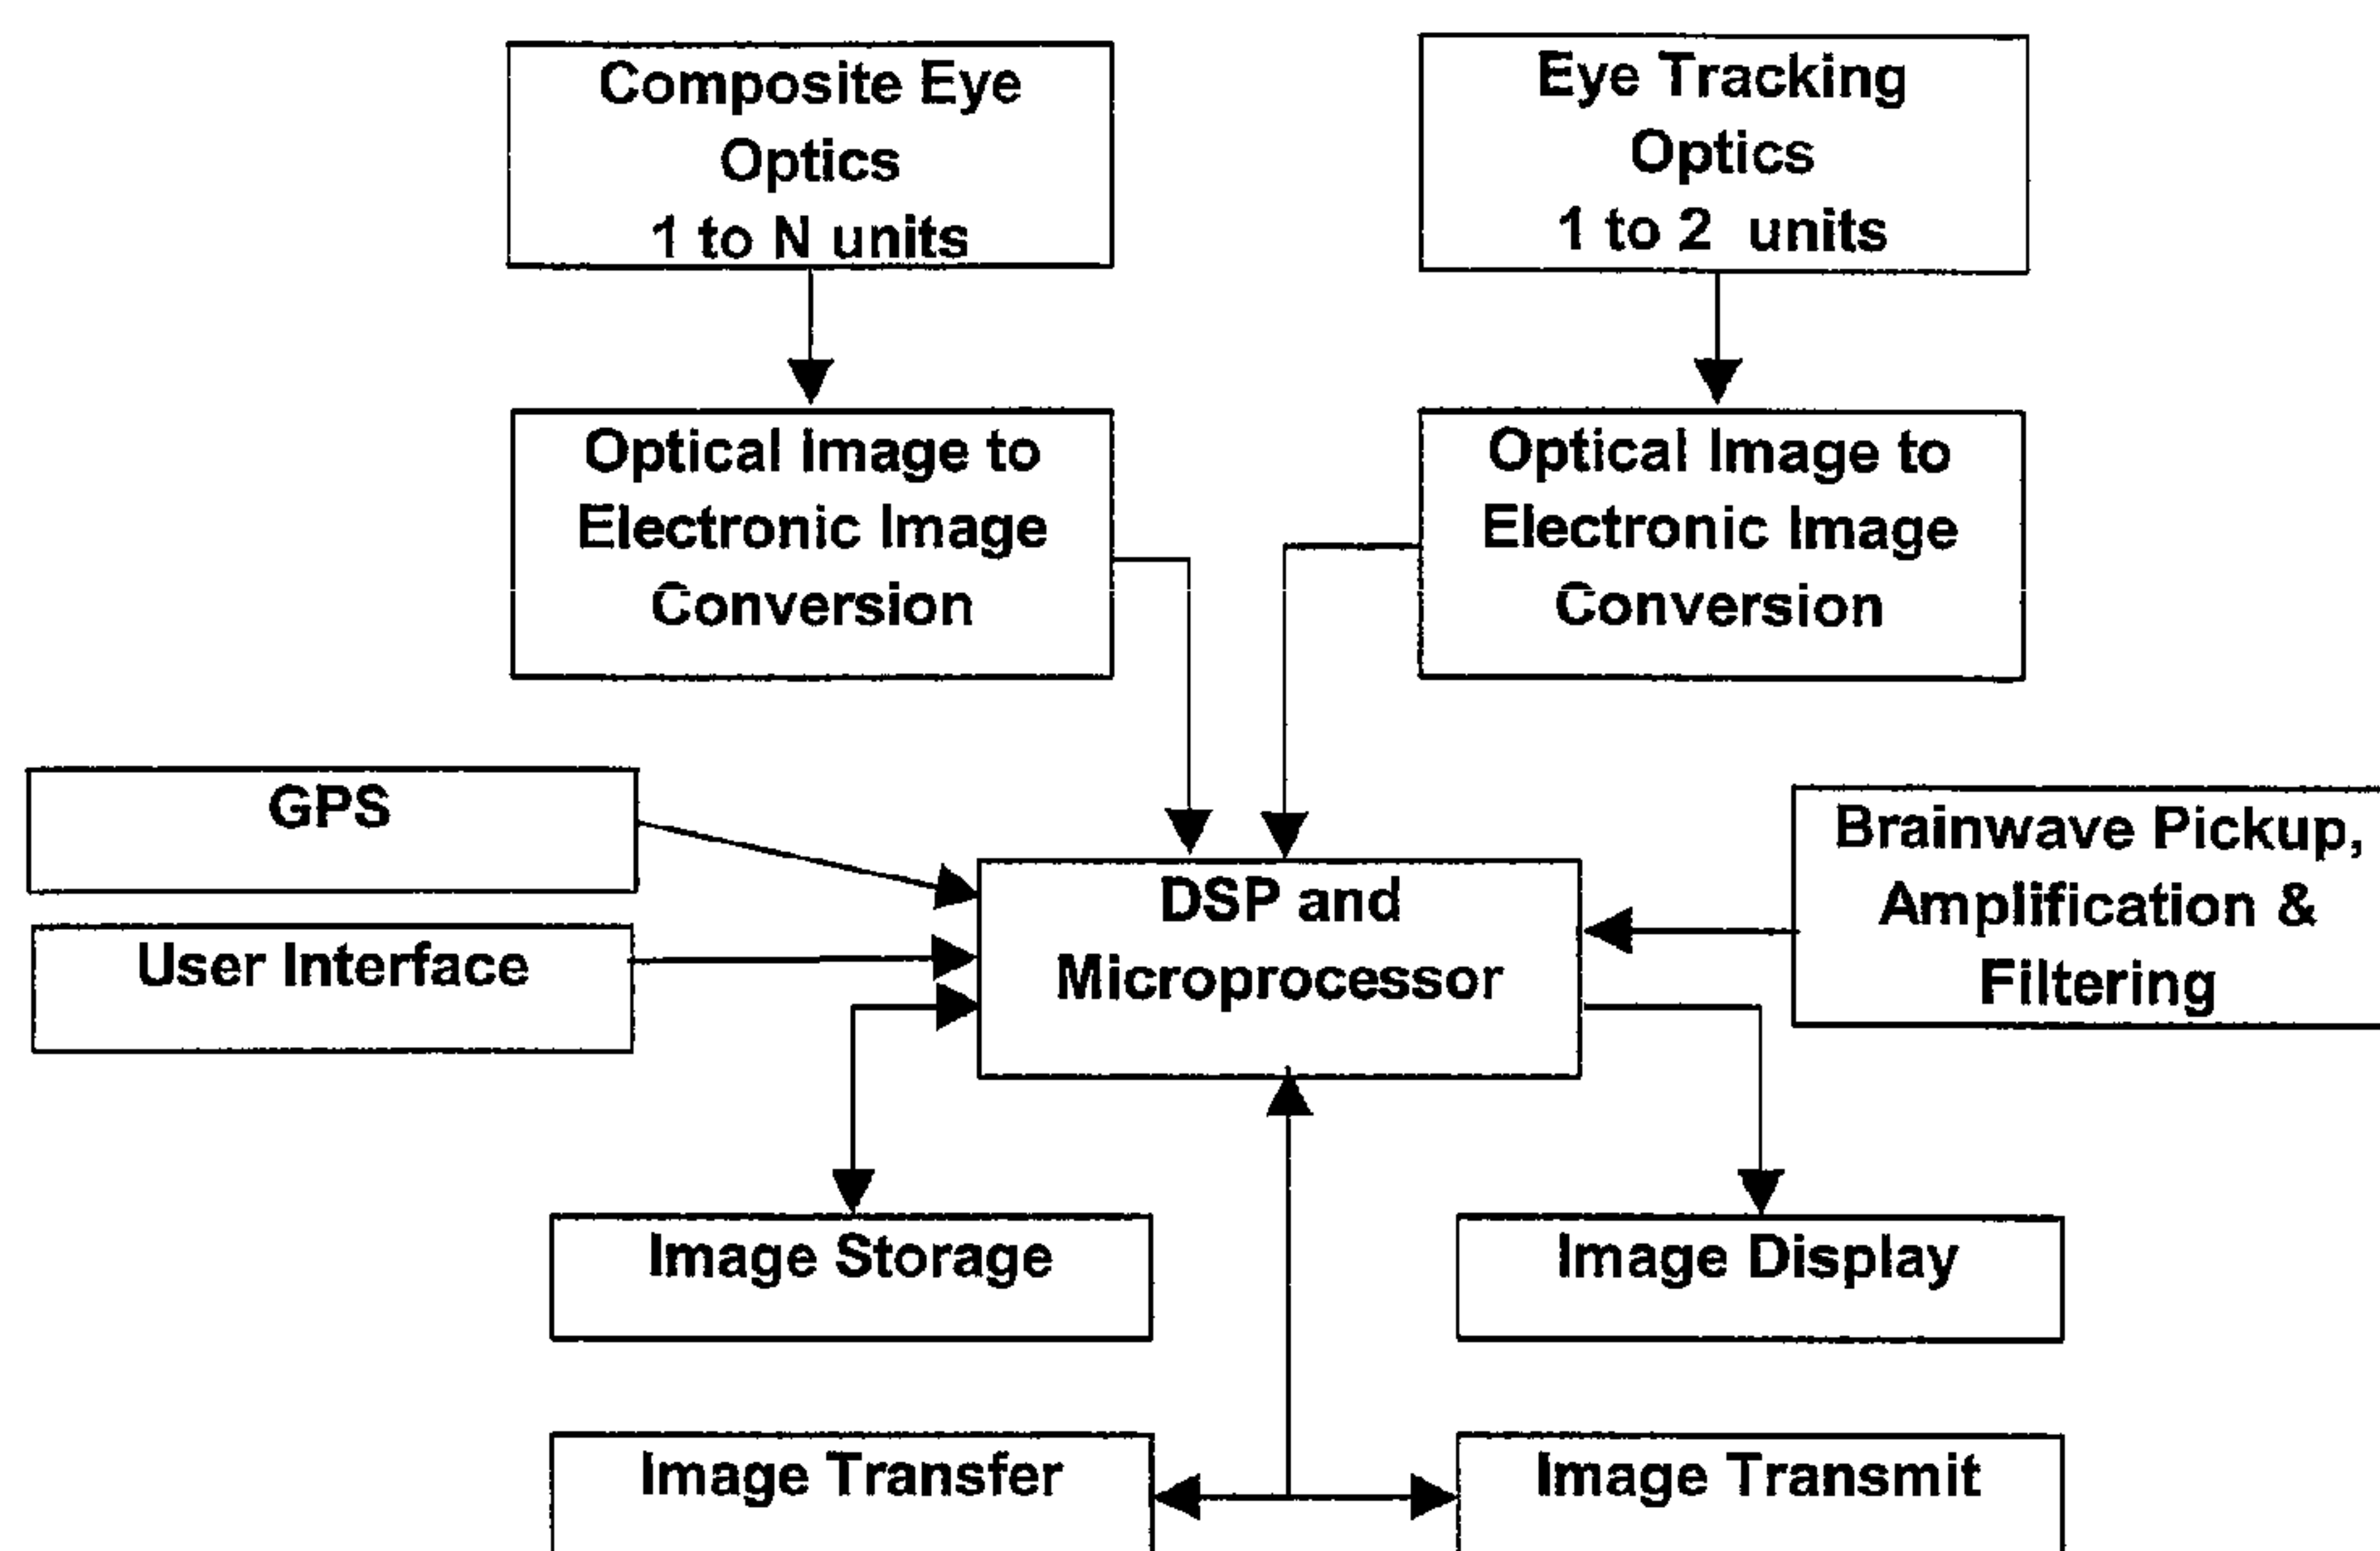 Composite Eye
Optics
1 to N units
Eye Tracking
Optics
1 to 2 units
Optical Image to
Electronic Image
Conversion
Optical Image to
Electronic Image
Conversion
GPS
User Interface
DSP and
Microprocessor
Brainwave Pickup,
Amplification &
Filtering
Image Storage
Image Display
Image Transfer
Image Transmit